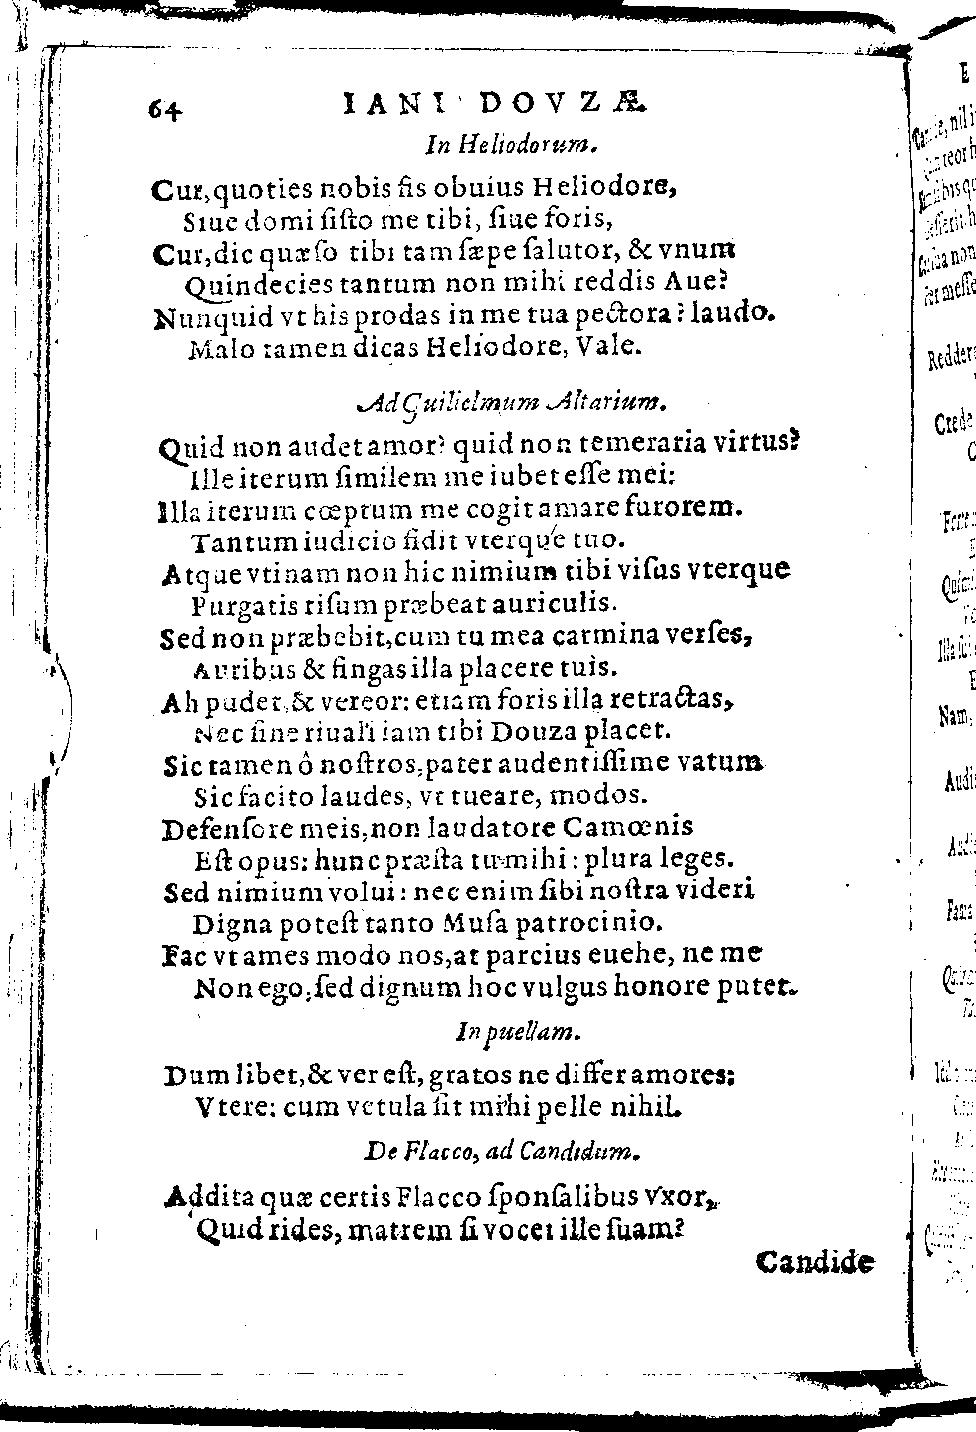 64 IANI DOVZÆ.
In Heliodorum.
Cur, quoties nobis fis obuius Heliodore,
Siue domi ſiſto me tibi, ſiue foris,
Cur, dic quæſo tibi tam ſæpe ſalutor, & vnum
Quindecies tantum non mihi reddis Aue?
Nunquid vt his prodas in me tua pectora? laudo.
Malo tamen dicas Heliodore, Vale.
Ad Guilielmum Altarium.
Quid non audet amor? quid non temeraria virtus?
Ille iterum ſimilem me iubet eſſe mei:
Illa iterum cœptum me cogit amare furorem.
Tantum iudicio fidit vterque tuo.
Atque vtinam non hic nimium tibi viſus vterque
Purgatis riſum præbeat auriculis.
Sed non præbebit, cum tu mea carmina verſes,
Auribus & fingas illa placere tuis.
Ah pudet, & vereor: etiam foris illa retractas,
Nec ſine riuali iam tibi Douza placet.
Sic tamen ô noſtros, pater audentiſſime vatum
Sic facito laudes, vt tueare, modos.
Defenſore meis, non laudatore Camœnis
Eſt opus: hunc præſta tu mihi: plura leges.
Sed nimium volui: nec enim ſibi noſtra videri
Digna poteſt tanto Muſa patrocinio.
Fac vt ames modo nos, at parcius euehe, ne me
Non ego, ſed dignum hoc vulgus honore putet.
In puellam.
Dum libet, & ver eſt, gratos ne differ amores:
Vtere: cum vetula ſit mihi pelle nihil.
De Flacco, ad Candidum.
Addita quæ certis Flacco ſponſalibus Vxor,
Quid rides, matrem ſi vocet ille ſuam?
Candide